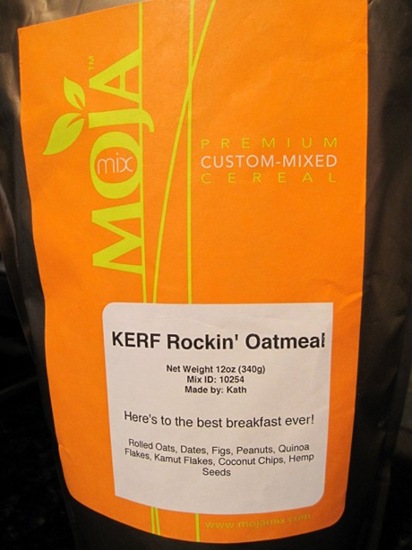 MOJA™
mix
PREMIUM
CUSTOM-MIXED
CEREAL
KERF Rockin' Oatmeal
Net Weight 12oz (340g)
Mix ID: 10254
Made by: Kath
Here's to the best breakfast ever!
Rolled Oats, Dates, Figs, Peanuts, Quinoa
Flakes, Kamut Flakes, Coconut Chips, Hemp
Seeds
www.mojamix.com